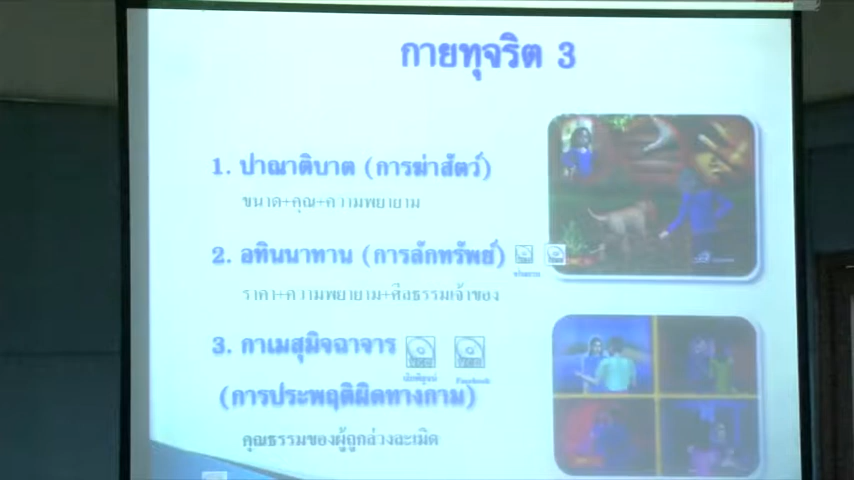 กายทุจริต 3
1. ปาณาติบาต (การฆ่าสัตว์)
ขนาด+คุณ+ความพยายาม
2. อทินนาทาน (การลักทรัพย์)
ราคา+ความพยายาม+ศีลธรรมเจ้าของ
3. กาเมสุมิจฉาจาร
Facebook
(การประพฤติผิดทางกาม)
คุณธรรมของผู้ถูกล่วงละเมิด